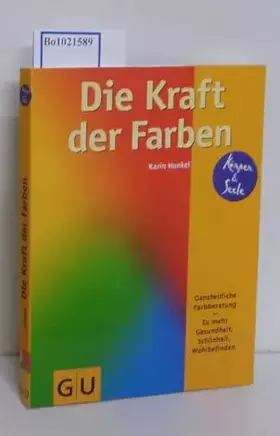 Bo1021589
Die Kraft
der Farben
Karin Hunkel
Körper
&
Seele
Ganzheitliche
Farbberatung
–
Zu mehr
Gesundheit,
Schönheit,
Wohlbefinden
GU
Die Kraft der Farben